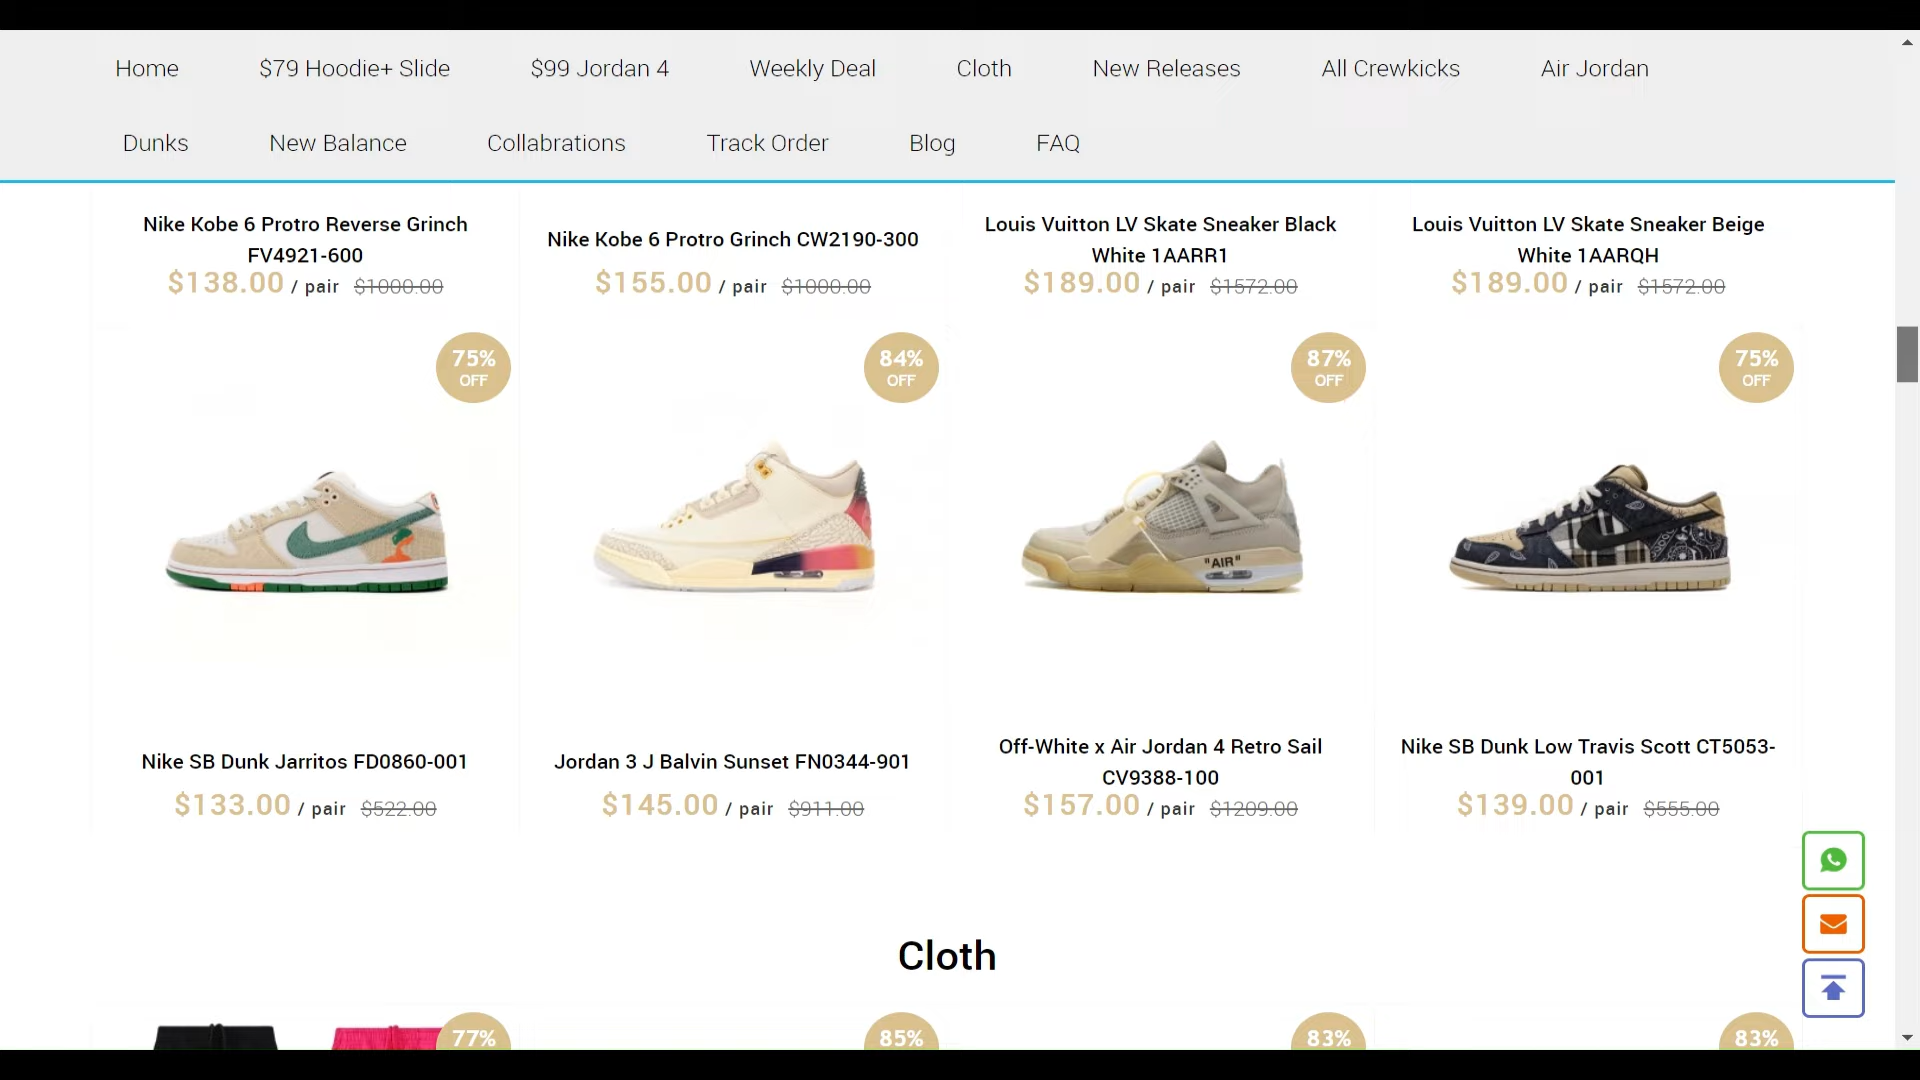 Home $79 Hoodie+ Slide $99 Jordan 4 Weekly Deal Cloth New Releases All Crewkicks Air Jordan
Dunks New Balance Collabrations Track Order Blog FAQ
Nike Kobe 6 Protro Reverse Grinch
FV4921-600
$138.00 / pair $1000.00
Nike Kobe 6 Protro Grinch CW2190-300
$155.00 / pair $1000.00
Louis Vuitton LV Skate Sneaker Black
White 1AARR1
$189.00 / pair $1572.00
Louis Vuitton LV Skate Sneaker Beige
White 1AARQH
$189.00 / pair $1572.00
75%
OFF
Nike SB Dunk Jarritos FD0860-001
$133.00 / pair $522.00
84%
OFF
Jordan 3 J Balvin Sunset FN0344-901
$145.00 / pair $911.00
87%
OFF
"AIR"
Off-White x Air Jordan 4 Retro Sail
CV9388-100
$157.00 / pair $1209.00
75%
OFF
Nike SB Dunk Low Travis Scott CT5053-
001
$139.00 / pair $555.00
Cloth
77%
85%
83%
83%